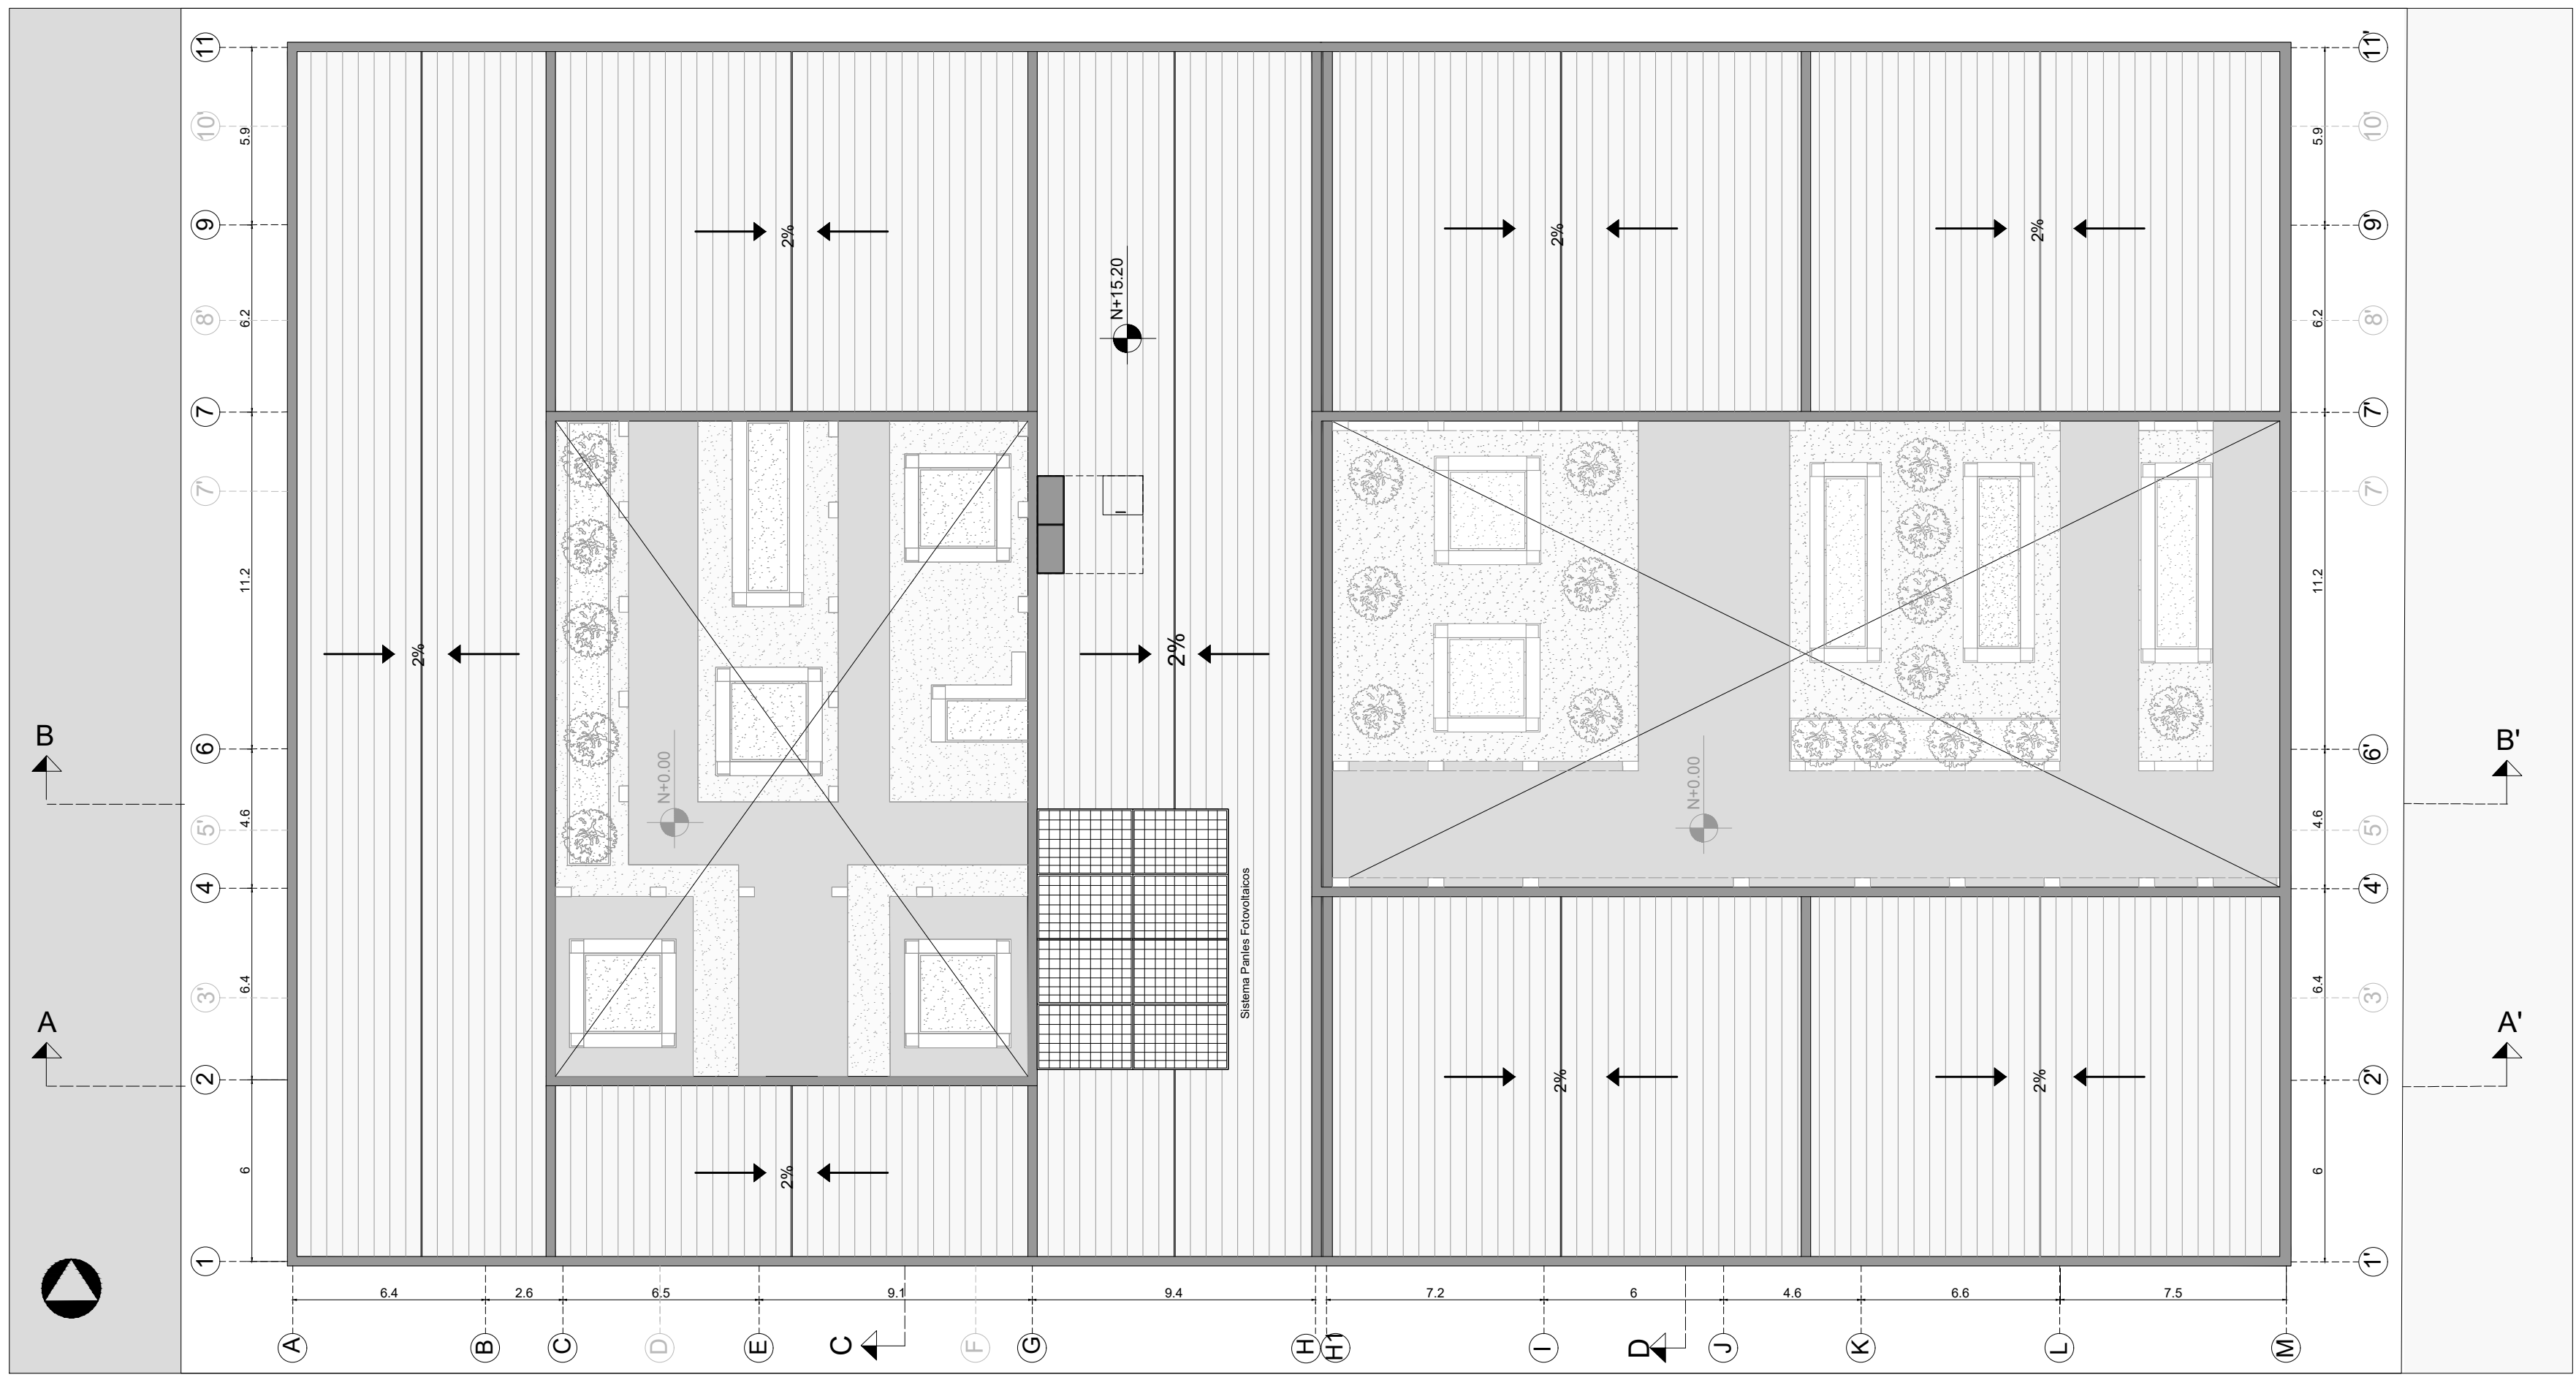 11
11'
10'
10'
5.9
5.9
9
9'
2%
2%
2%
N+15.20
8'
8'
6.2
6.2
7
7'
7'
7'
11.2
11.2
2%
2%
B
B'
6
6'
N+0.00
N+0.00
4.6
4.6
5'
5'
4
4'
Sistema Panles Fotovoltaicos
6.4
6.4
3'
3'
A
A'
2
2'
2%
2%
2%
6
6
1
1'
6.4
2.6
6.5
9.1
9.4
7.2
6
4.6
6.6
7.5
A
B
C
D
E
C
F
G
H
H1
I
D
J
K
L
M